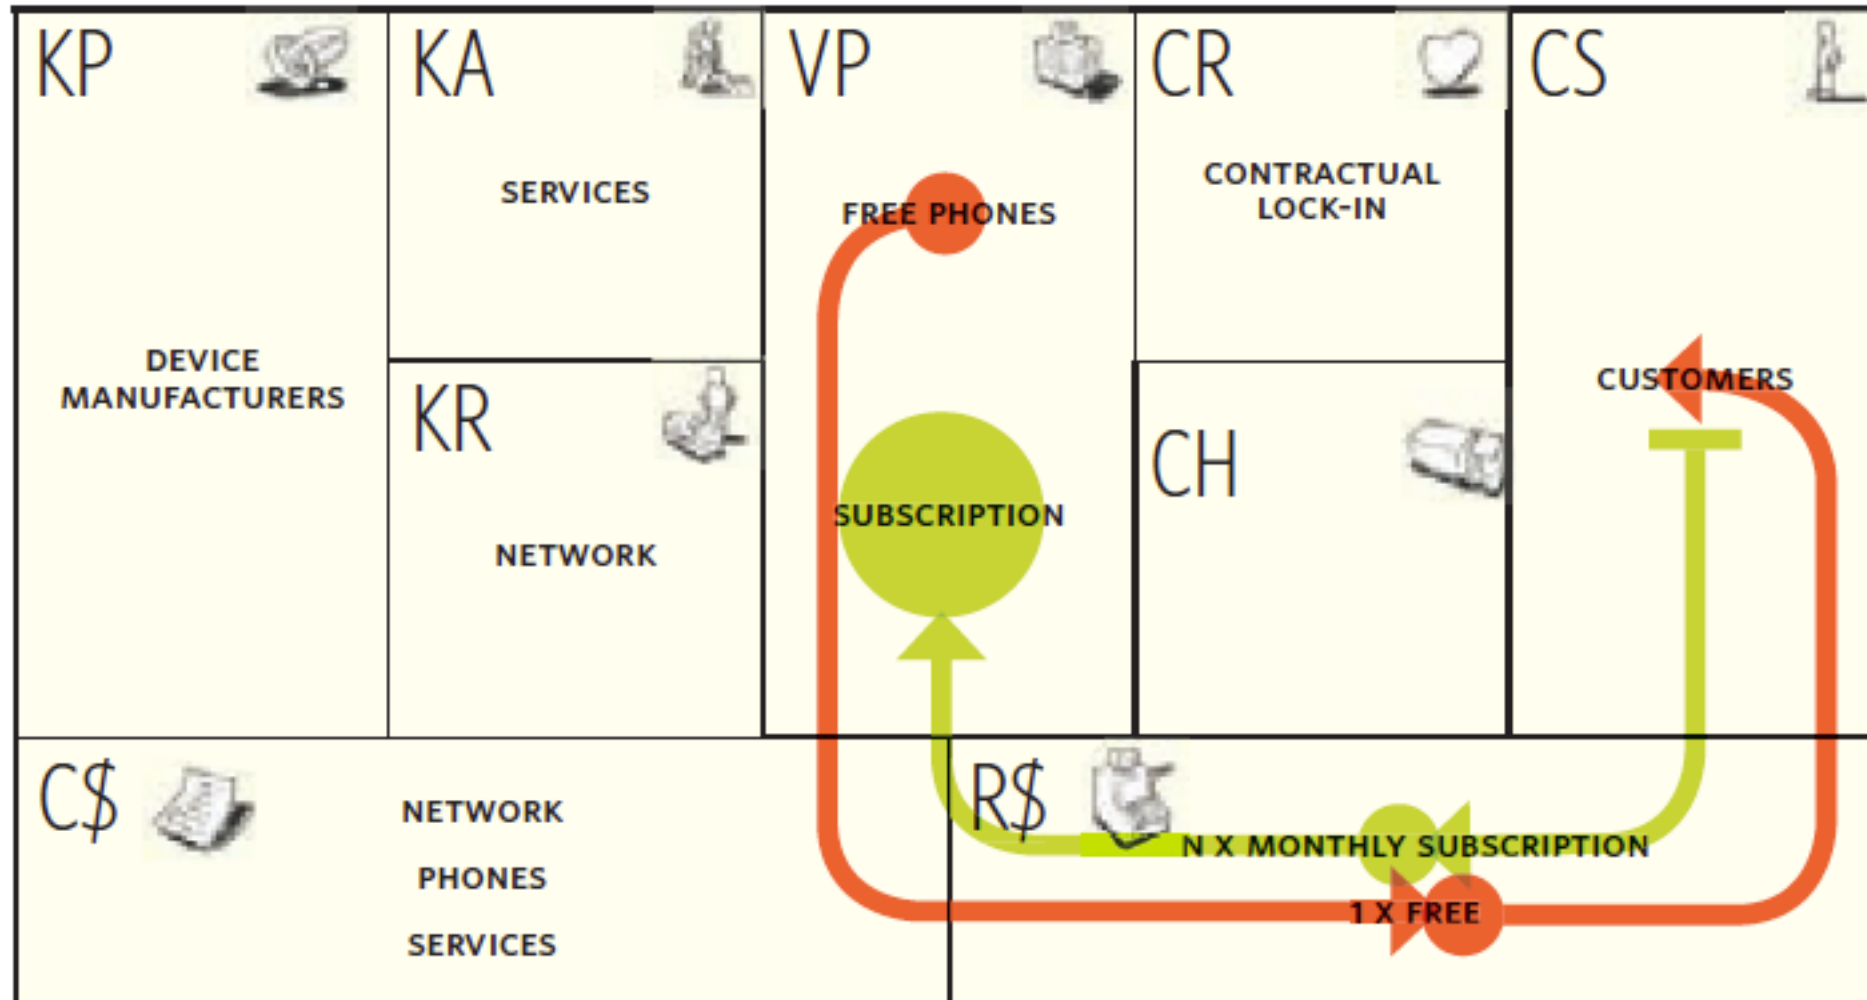 KP
DEVICE
MANUFACTURERS
KA
SERVICES
KR
NETWORK
VP
FREE PHONES
SUBSCRIPTION
CR
CONTRACTUAL
LOCK-IN
CH
CS
CUSTOMERS
C$
NETWORK
PHONES
SERVICES
R$
N X MONTHLY SUBSCRIPTION
1 X FREE